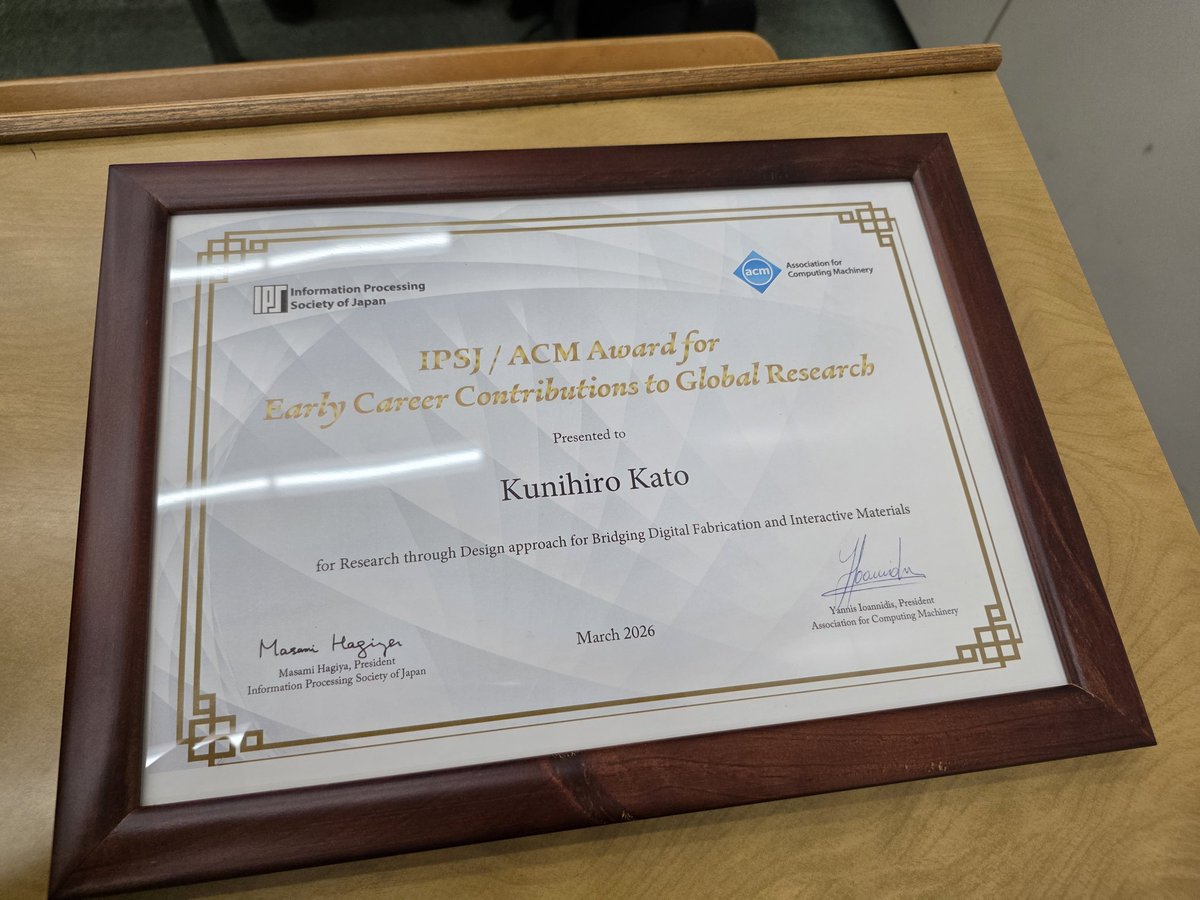 IPSJ
Information Processing
Society of Japan
acm
Association for
Computing Machinery
IPSJ / ACM Award for
Early Career Contributions to Global Research
Presented to
Kunihiro Kato
for Research through Design approach for Bridging Digital Fabrication and Interactive Materials
Masami Hagiya
Masami Hagiya, President
Information Processing Society of Japan
March 2026
Yannis Ioannidis, President
Association for Computing Machinery